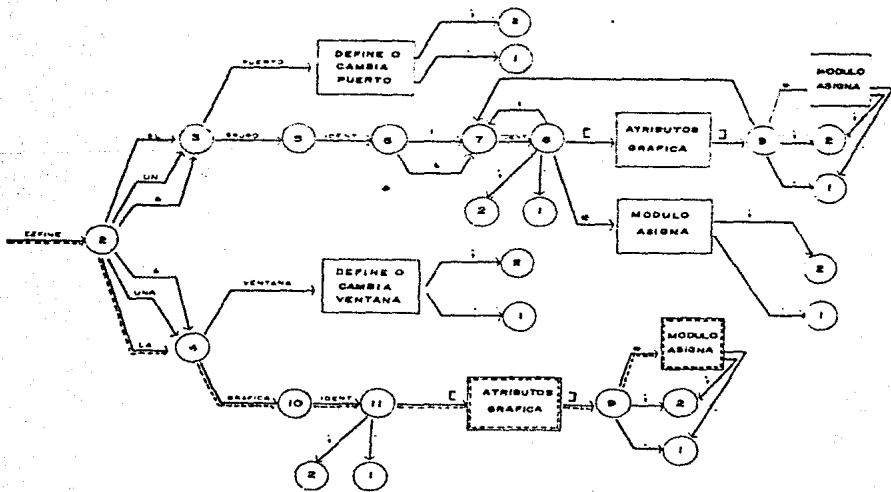 2
DEFINE O
CAMBIA
PUERTO
1
PUERTO
MODULO
ASIGNA
EL
3
GRUPO
5
IDENT
6
7
IDENT
8
[
ATRIBUTOS
GRAFICA
]
9
2
UN
&
&
1
2
1
MODULO
ASIGNA
DEFINE
2
&
UNA
VENTANA
DEFINE O
CAMBIA
VENTANA
2
2
1
1
LA
4
MODULO
ASIGNA
GRAFICA
10
IDENT
11
[
ATRIBUTOS
GRAFICA
]
9
2
1
2
1